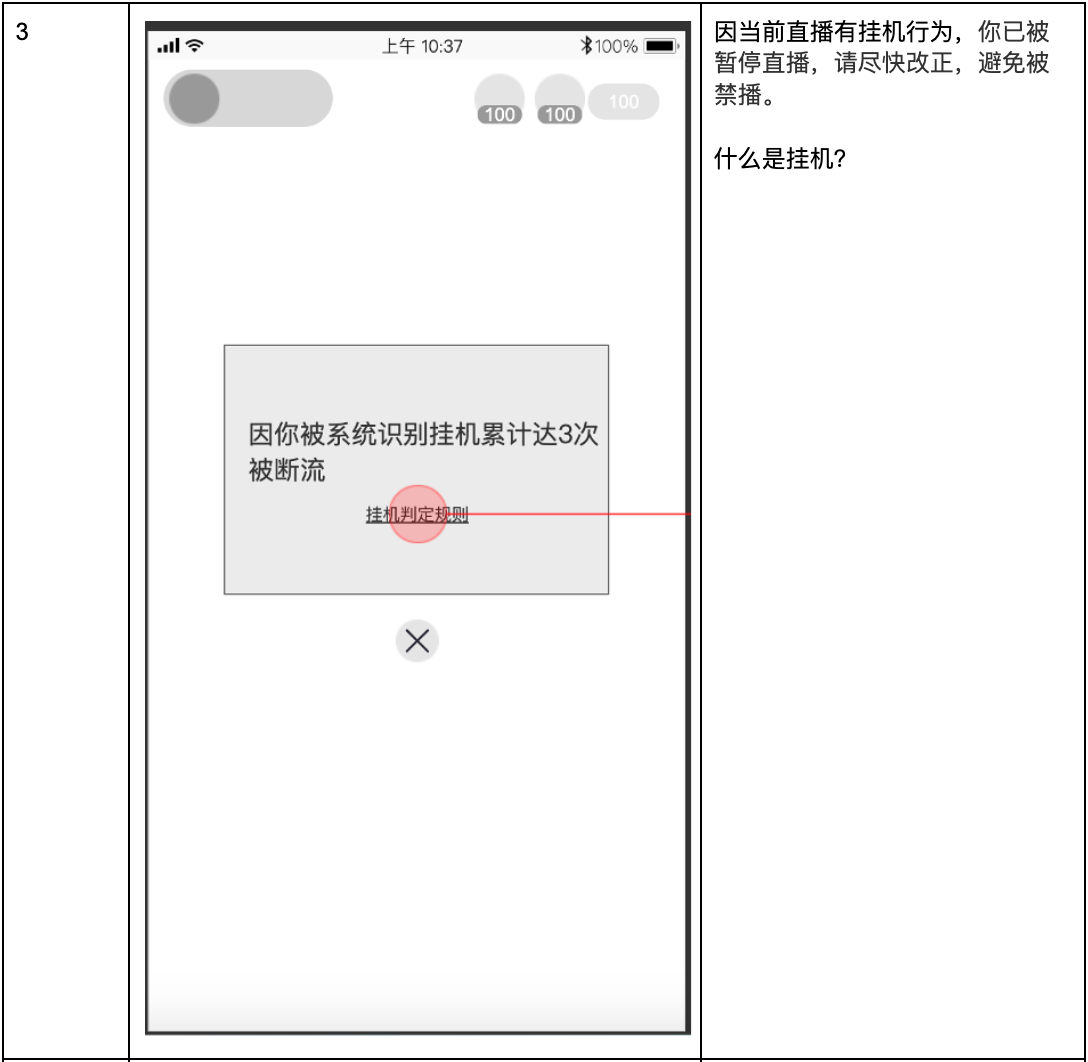 3
上午 10:37
100%
100
100
100
因你被系统识别挂机累计达3次
被断流
挂机判定规则
因当前直播有挂机行为，你已被
暂停直播，请尽快改正，避免被
禁播。
什么是挂机？